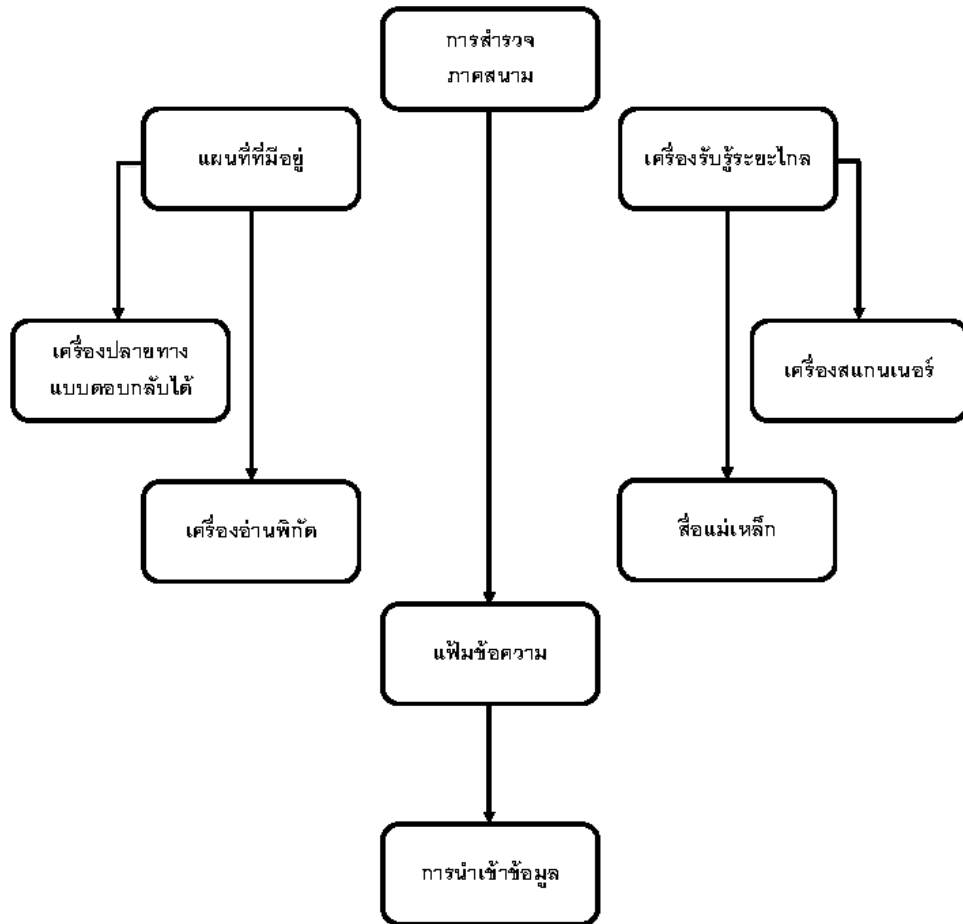 การสำรวจ
ภาคสนาม
แผนที่ที่มีอยู่
เครื่องรับรู้ระยะไกล
เครื่องปลายทาง
แบบตอบกลับได้
เครื่องสแกนเนอร์
เครื่องอ่านพิกัด
สื่อแม่เหล็ก
แฟ้มข้อความ
การนำเข้าข้อมูล